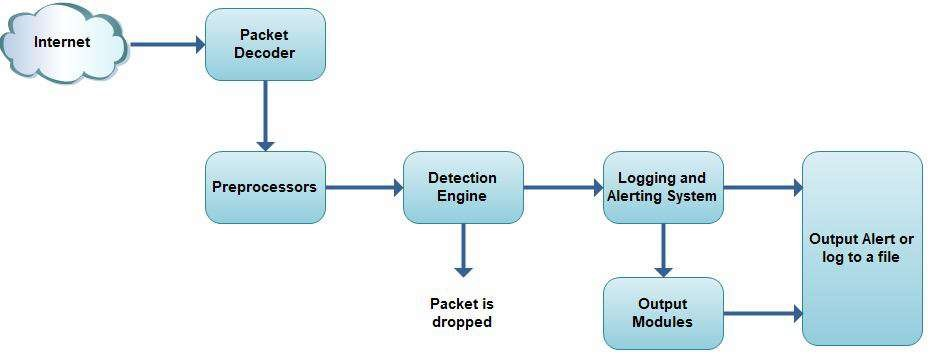 Internet
Packet
Decoder
Preprocessors
Detection
Engine
Logging and
Alerting System
Output Alert or
log to a file
Packet is
dropped
Output
Modules